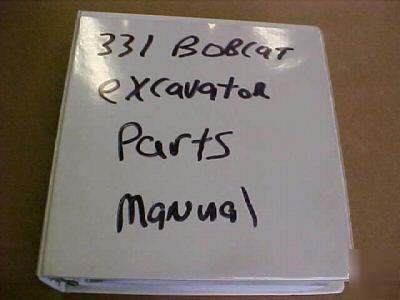 331 BOBCAT
excavator
Parts
Manual